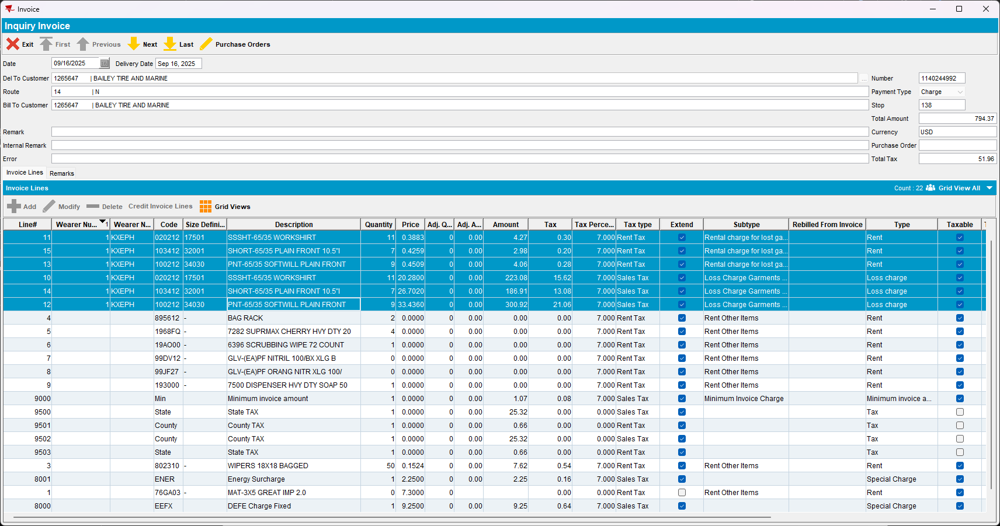 Invoice
Inquiry Invoice
Exit First Previous Next Last Purchase Orders
Date 09/16/2025 16 Delivery Date Sep 16, 2025
Del To Customer 1265647 | BAILEY TIRE AND MARINE ... Number 1140244992
Route 14 | N Payment Type Charge
Bill To Customer 1265647 | BAILEY TIRE AND MARINE Stop 138
Total Amount 794.37
Remark Currency USD
Internal Remark Purchase Order
Error Total Tax 51.96
Invoice Lines Remarks
Invoice Lines Count : 22 Grid View All
Add Modify Delete Credit Invoice Lines Grid Views
Line# Wearer Nu... 1 Wearer N... Code Size Defini... Description Quantity Price Adj. Q... Adj. A... Amount Tax Tax Perce... Tax type Extend Subtype Rebilled From Invoice Type Taxable
11 1 KXEPH 020212 17501 SSSHT-65/35 WORKSHIRT 11 0.3883 0 0.00 4.27 0.30 7.000 Rent Tax Rental charge for lost ga... Rent
15 1 KXEPH 103412 32001 SHORT-65/35 PLAIN FRONT 10.5"I 7 0.4259 0 0.00 2.98 0.20 7.000 Rent Tax Rental charge for lost ga... Rent
13 1 KXEPH 100212 34030 PNT-65/35 SOFTWILL PLAIN FRONT 9 0.4509 0 0.00 4.06 0.28 7.000 Rent Tax Rental charge for lost ga... Rent
10 1 KXEPH 020212 17501 SSSHT-65/35 WORKSHIRT 11 20.2800 0 0.00 223.08 15.62 7.000 Sales Tax Loss Charge Garments ... Loss charge
14 1 KXEPH 103412 32001 SHORT-65/35 PLAIN FRONT 10.5"I 7 26.7020 0 0.00 186.91 13.08 7.000 Sales Tax Loss Charge Garments ... Loss charge
12 1 KXEPH 100212 34030 PNT-65/35 SOFTWILL PLAIN FRONT 9 33.4360 0 0.00 300.92 21.06 7.000 Sales Tax Loss Charge Garments ... Loss charge
4 895612 - BAG RACK 2 0.0000 0 0.00 0.00 0.00 7.000 Rent Tax Rent Other Items Rent
5 1968FQ - 7282 SUPRMAX CHERRY HVY DTY 20 4 0.0000 0 0.00 0.00 0.00 7.000 Rent Tax Rent Other Items Rent
6 19AO00 - 6396 SCRUBBING WIPE 72 COUNT 1 0.0000 0 0.00 0.00 0.00 7.000 Rent Tax Rent Other Items Rent
7 99DV12 - GLV-(EA)PF NITRIL 100/BX XLG B 0 0.0000 0 0.00 0.00 0.00 7.000 Rent Tax Rent Other Items Rent
8 99JF27 - GLV-(EA)PF ORANG NITR XLG 100/ 0 0.0000 0 0.00 0.00 0.00 7.000 Rent Tax Rent Other Items Rent
9 193000 - 7500 DISPENSER HVY DTY SOAP 50 1 0.0000 0 0.00 0.00 0.00 7.000 Rent Tax Rent Other Items Rent
9000 Min Minimum invoice amount 1 0.0000 0 0.00 1.07 0.08 7.000 Sales Tax Minimum Invoice Charge Minimum invoice a...
9500 State State TAX 1 0.0000 0 0.00 25.32 0.00 7.000 Sales Tax Tax
9501 County County TAX 1 0.0000 0 0.00 0.66 0.00 7.000 Rent Tax Tax
9502 County County TAX 1 0.0000 0 0.00 25.32 0.00 7.000 Sales Tax Tax
9503 State State TAX 1 0.0000 0 0.00 0.66 0.00 7.000 Rent Tax Tax
3 802310 - WIPERS 18X18 BAGGED 50 0.1524 0 0.00 7.62 0.54 7.000 Rent Tax Rent Other Items Rent
8001 ENER Energy Surcharge 1 2.2500 0 0.00 2.25 0.16 7.000 Sales Tax Special Charge
1 76GA03 - MAT-3X5 GREAT IMP 2.0 0 7.3000 0 0.00 0.000 Rent Tax Rent Other Items Rent
8000 EEFX DEFE Charge Fixed 1 9.2500 0 0.00 9.25 0.64 7.000 Sales Tax Special Charge